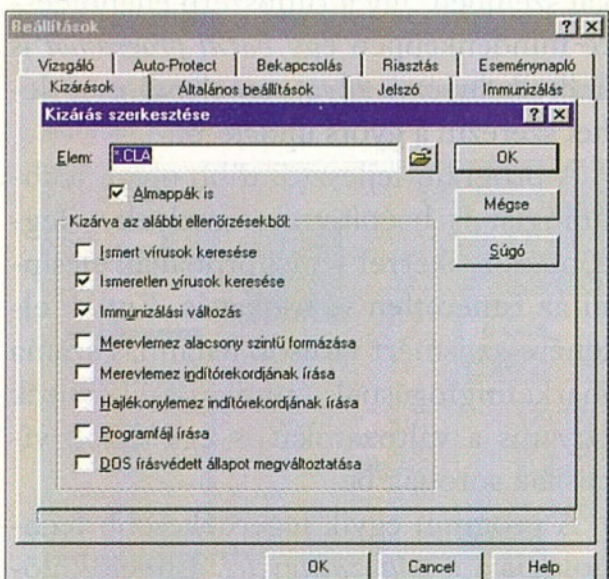 Beállítások
Vizsgáló Auto-Protect Bekapcsolás Riasztás Eseménynapló
Kizárások Általános beállítások Jelszó Immunizálás
Kizárás szerkesztése
Elem: *.CLA OK
Almappák is Mégse
Kizárva az alábbi ellenőrzésekből:
Ismert vírusok keresése Súgó
Ismeretlen vírusok keresése
Immunizálási változás
Merevlemez alacsony szintű formázása
Merevlemez indítórekordjának írása
Hajlékonylemez indítórekordjának írása
Programfájl írása
DOS írásvédett állapot megváltoztatása
OK Cancel Help